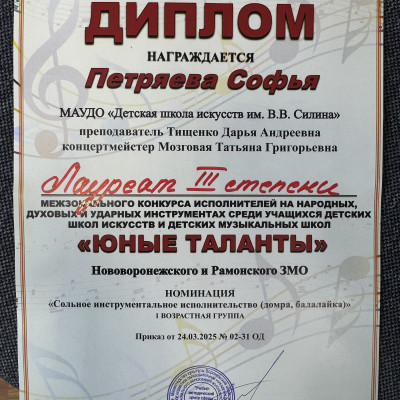 ДИПЛОМ
НАГРАЖДАЕТСЯ
Петряева Софья
МАУДО «Детская школа искусств им. В.В. Силина»
преподаватель Тищенко Дарья Андреевна
концертмейстер Мозговая Татьяна Григорьевна
Лауреат III степени
МЕЖЗОНАЛЬНОГО КОНКУРСА ИСПОЛНИТЕЛЕЙ НА НАРОДНЫХ,
ДУХОВЫХ И УДАРНЫХ ИНСТРУМЕНТАХ СРЕДИ УЧАЩИХСЯ ДЕТСКИХ
ШКОЛ ИСКУССТВ И ДЕТСКИХ МУЗЫКАЛЬНЫХ ШКОЛ
«ЮНЫЕ ТАЛАНТЫ»
Нововоронежского и Рамонского ЗМО
НОМИНАЦИЯ
«Сольное инструментальное исполнительство (домра, балалайка)»
I ВОЗРАСТНАЯ ГРУППА
Приказ от 24.03.2025 № 02-31 ОД